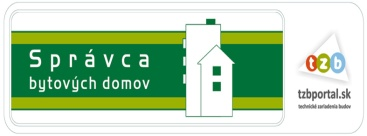 Správca
bytových domov
tzb
tzbportal.sk
technické zariadenia budov